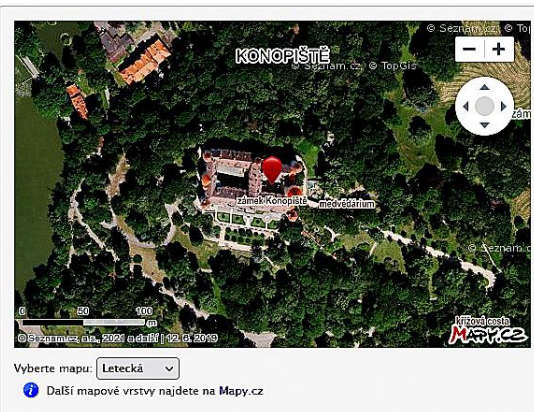 © Seznam.cz, © Top
KONOPIŠTĚ
© Seznam.cz, © TopGis
zám
zámek Konopiště
medvědárium
© Seznam.c
křížová cesta
0 50 100
m
© Seznam.cz, a.s., 2021 a další | 12. 6. 2019
MAPY.CZ
Vyberte mapu: Letecká
Další mapové vrstvy najdete na Mapy.cz